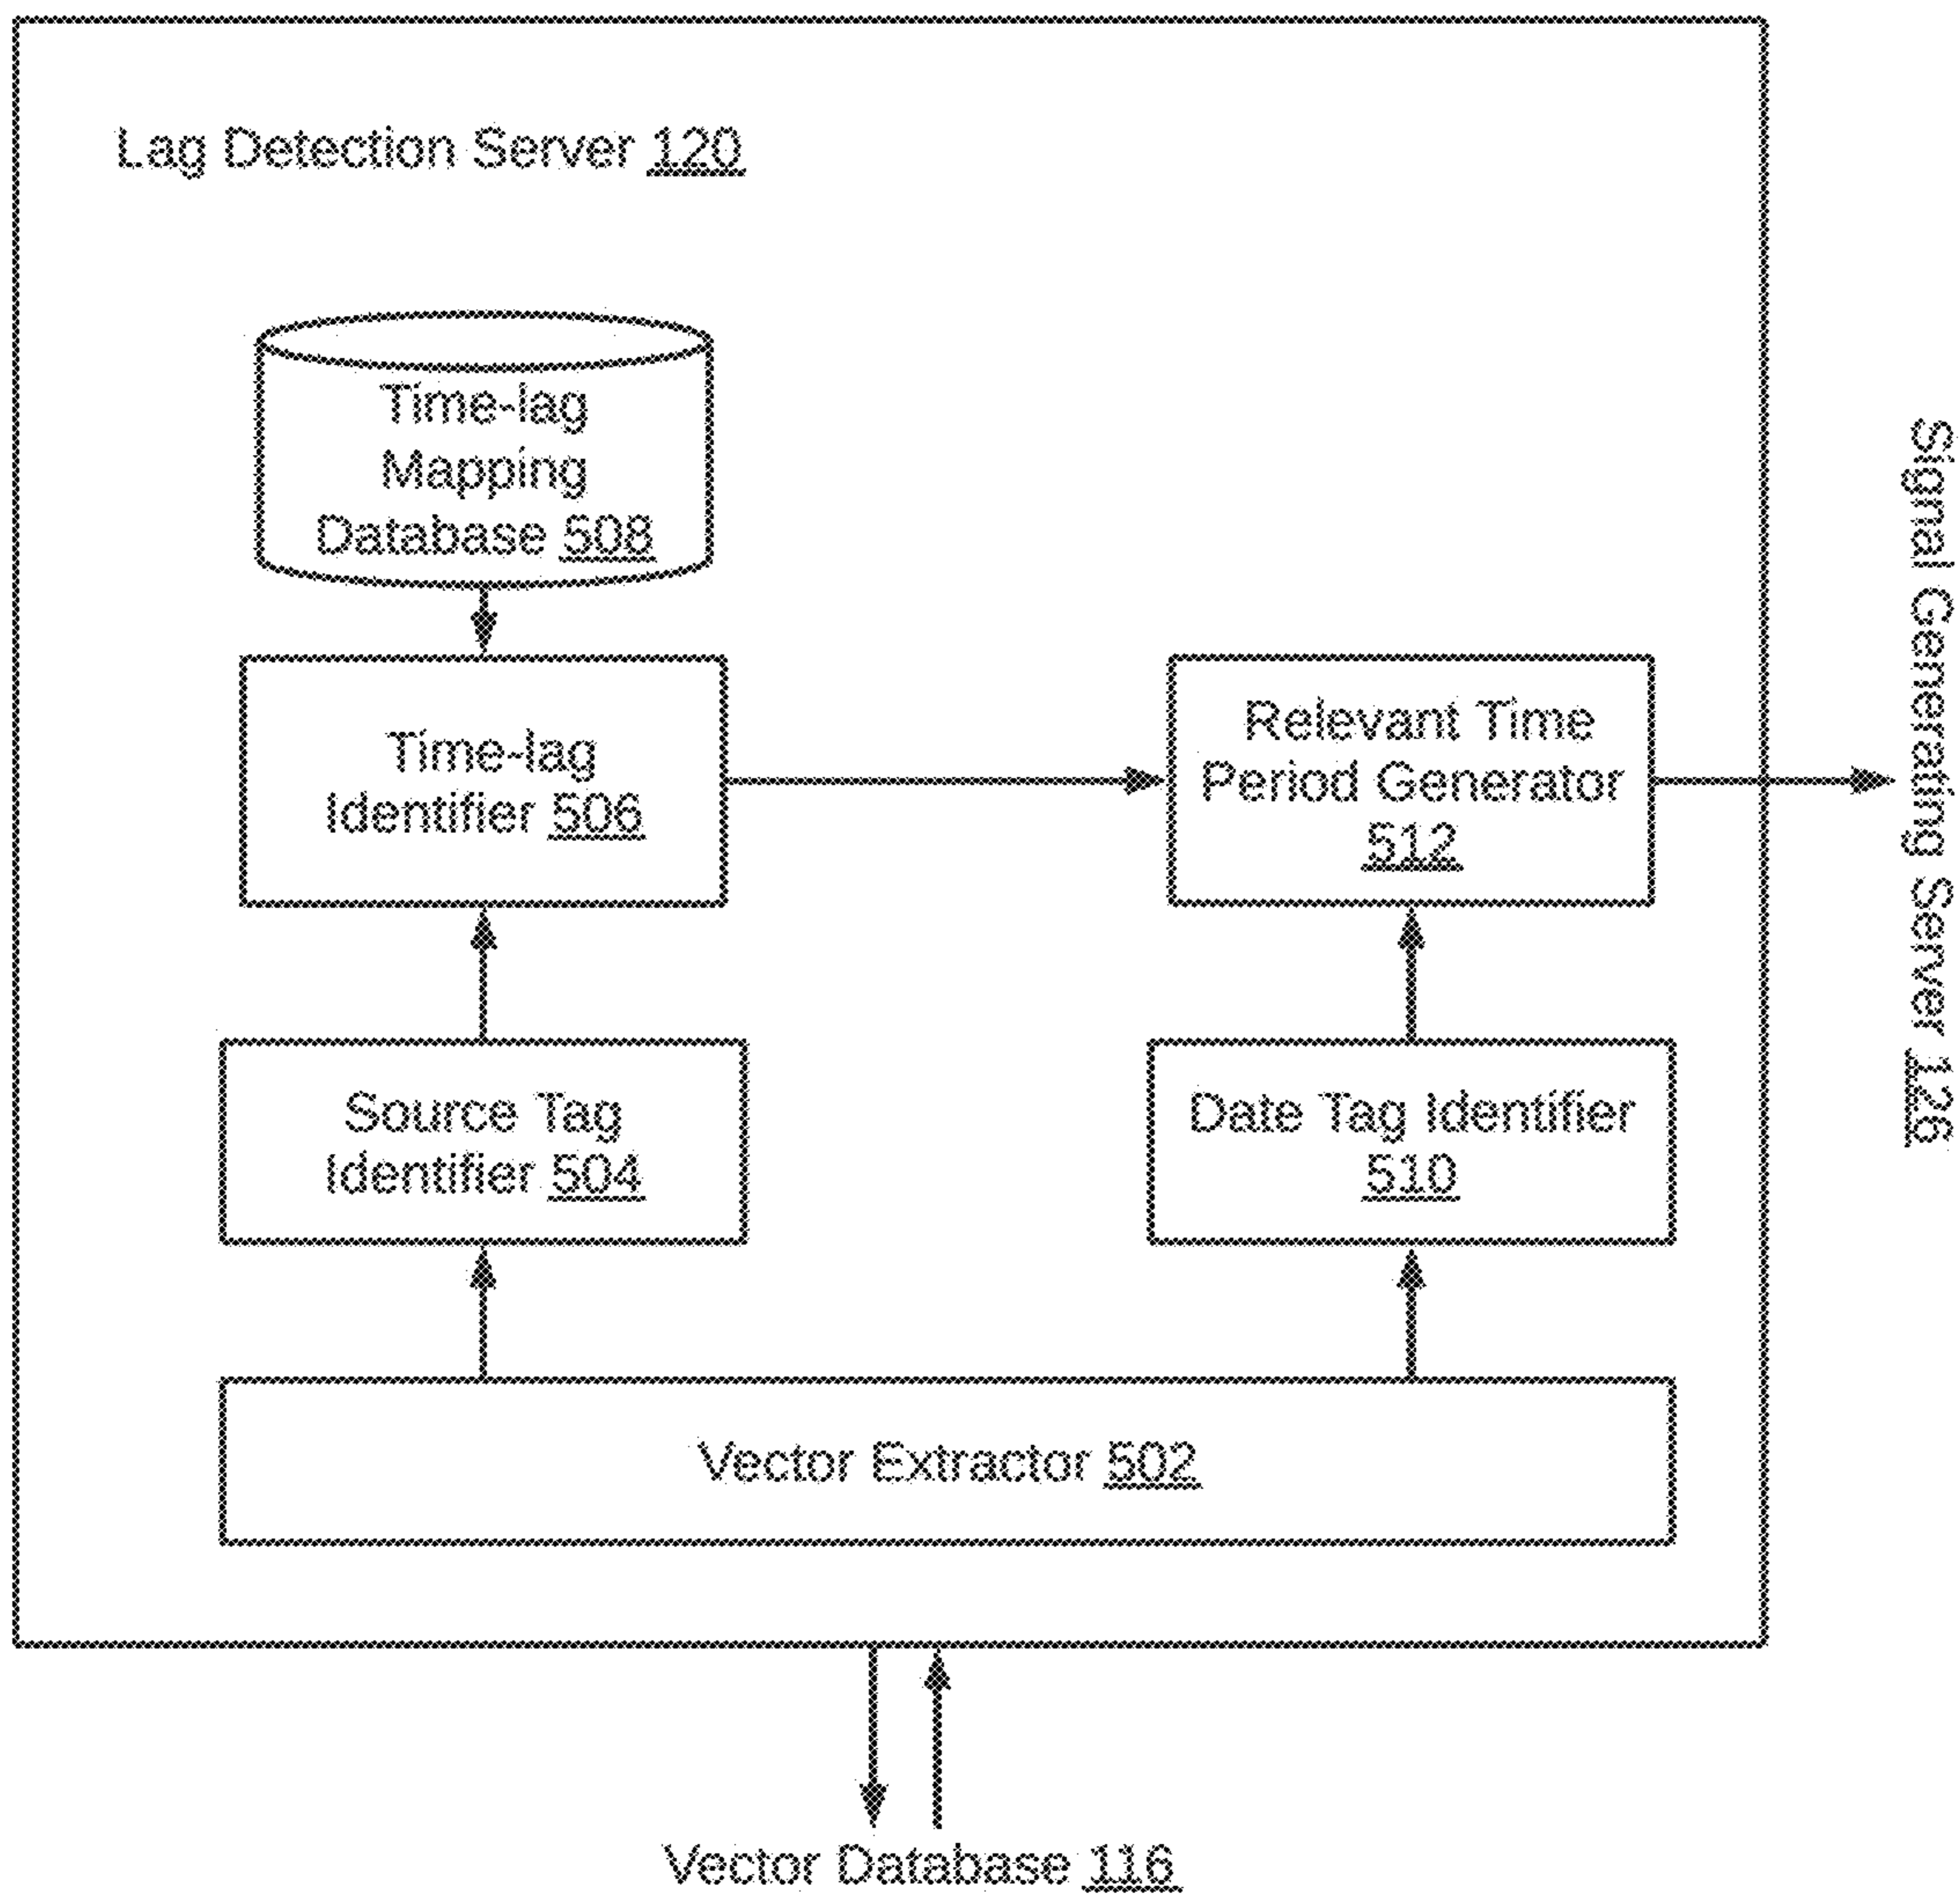 Lag Detection Server 120
Time-lag
Mapping
Database 508
Time-lag
Identifier 506
Relevant Time
Period Generator
512
Source Tag
Identifier 504
Date Tag Identifier
510
Vector Extractor 502
Signal Generating Server 126
Vector Database 116